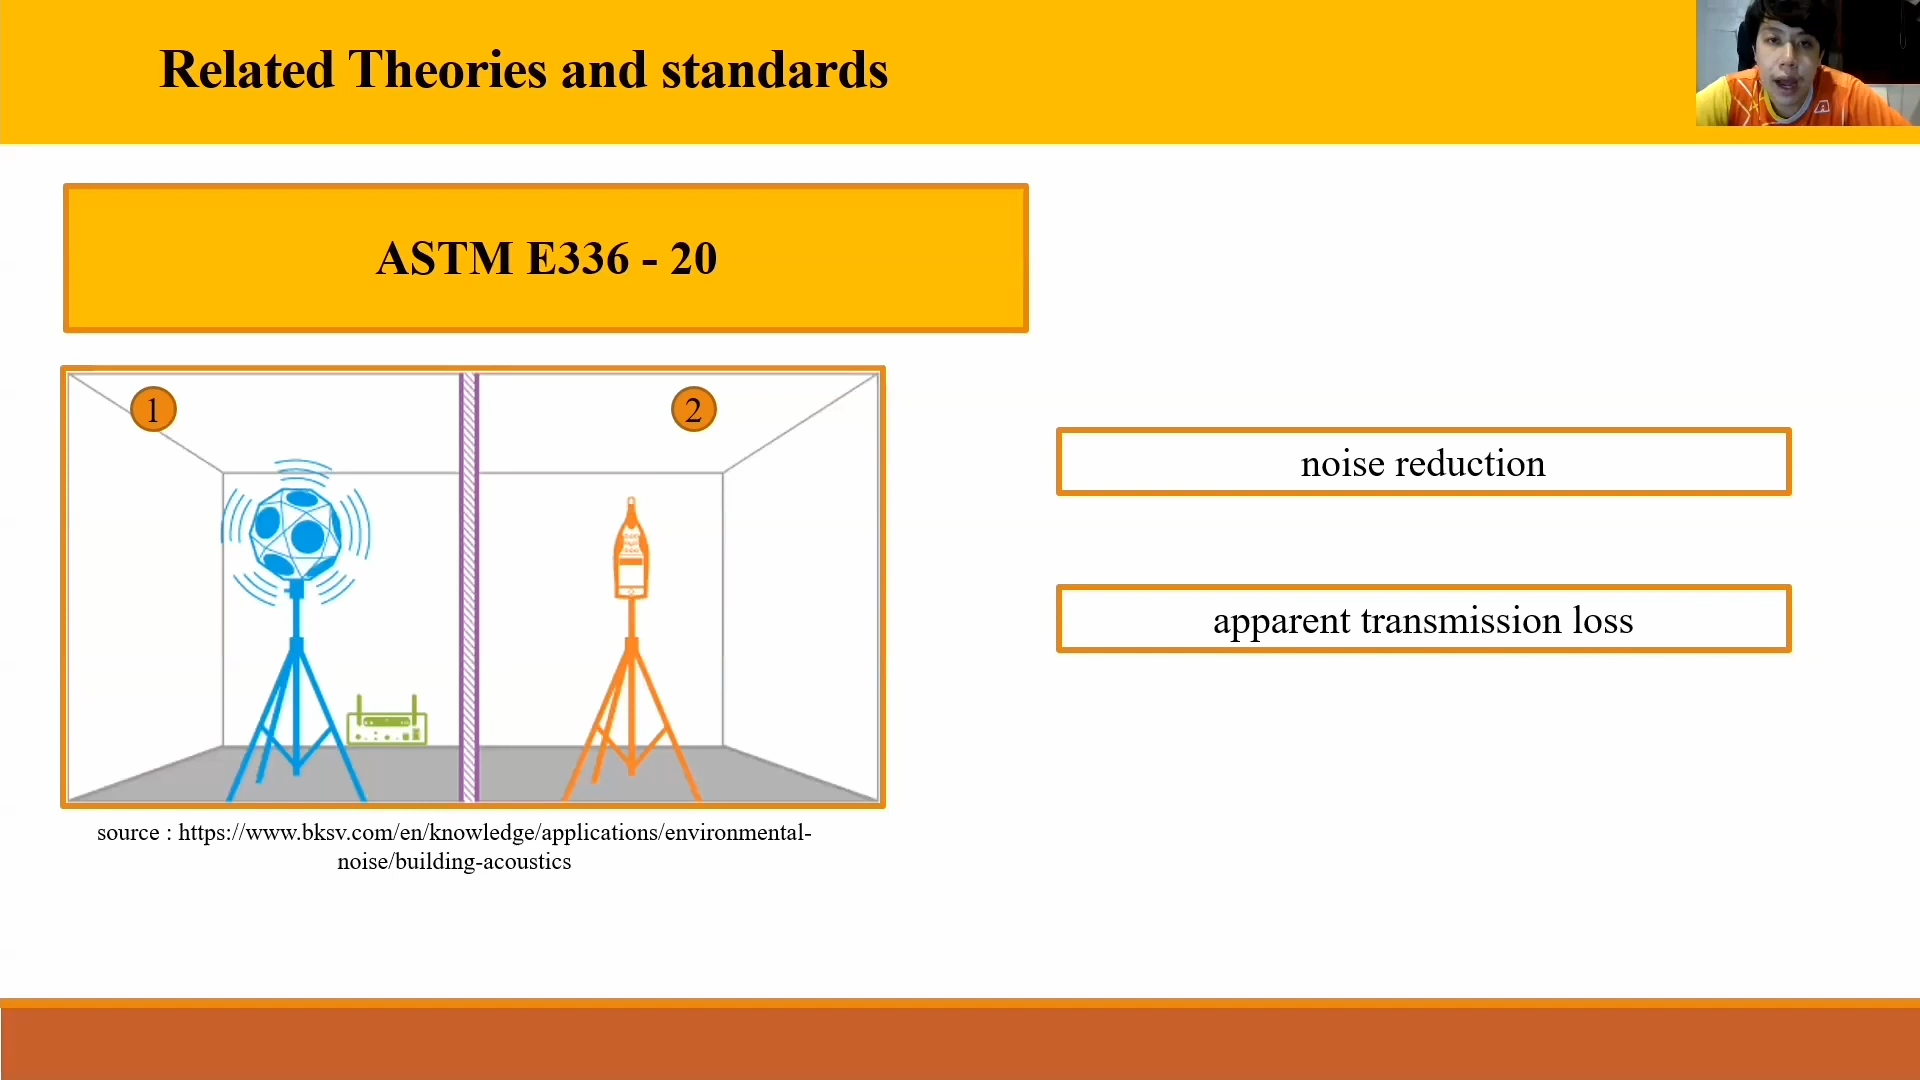 Related Theories and standards
ASTM E336 - 20
1
2
noise reduction
apparent transmission loss
source : https://www.bksv.com/en/knowledge/applications/environmental-
noise/building-acoustics